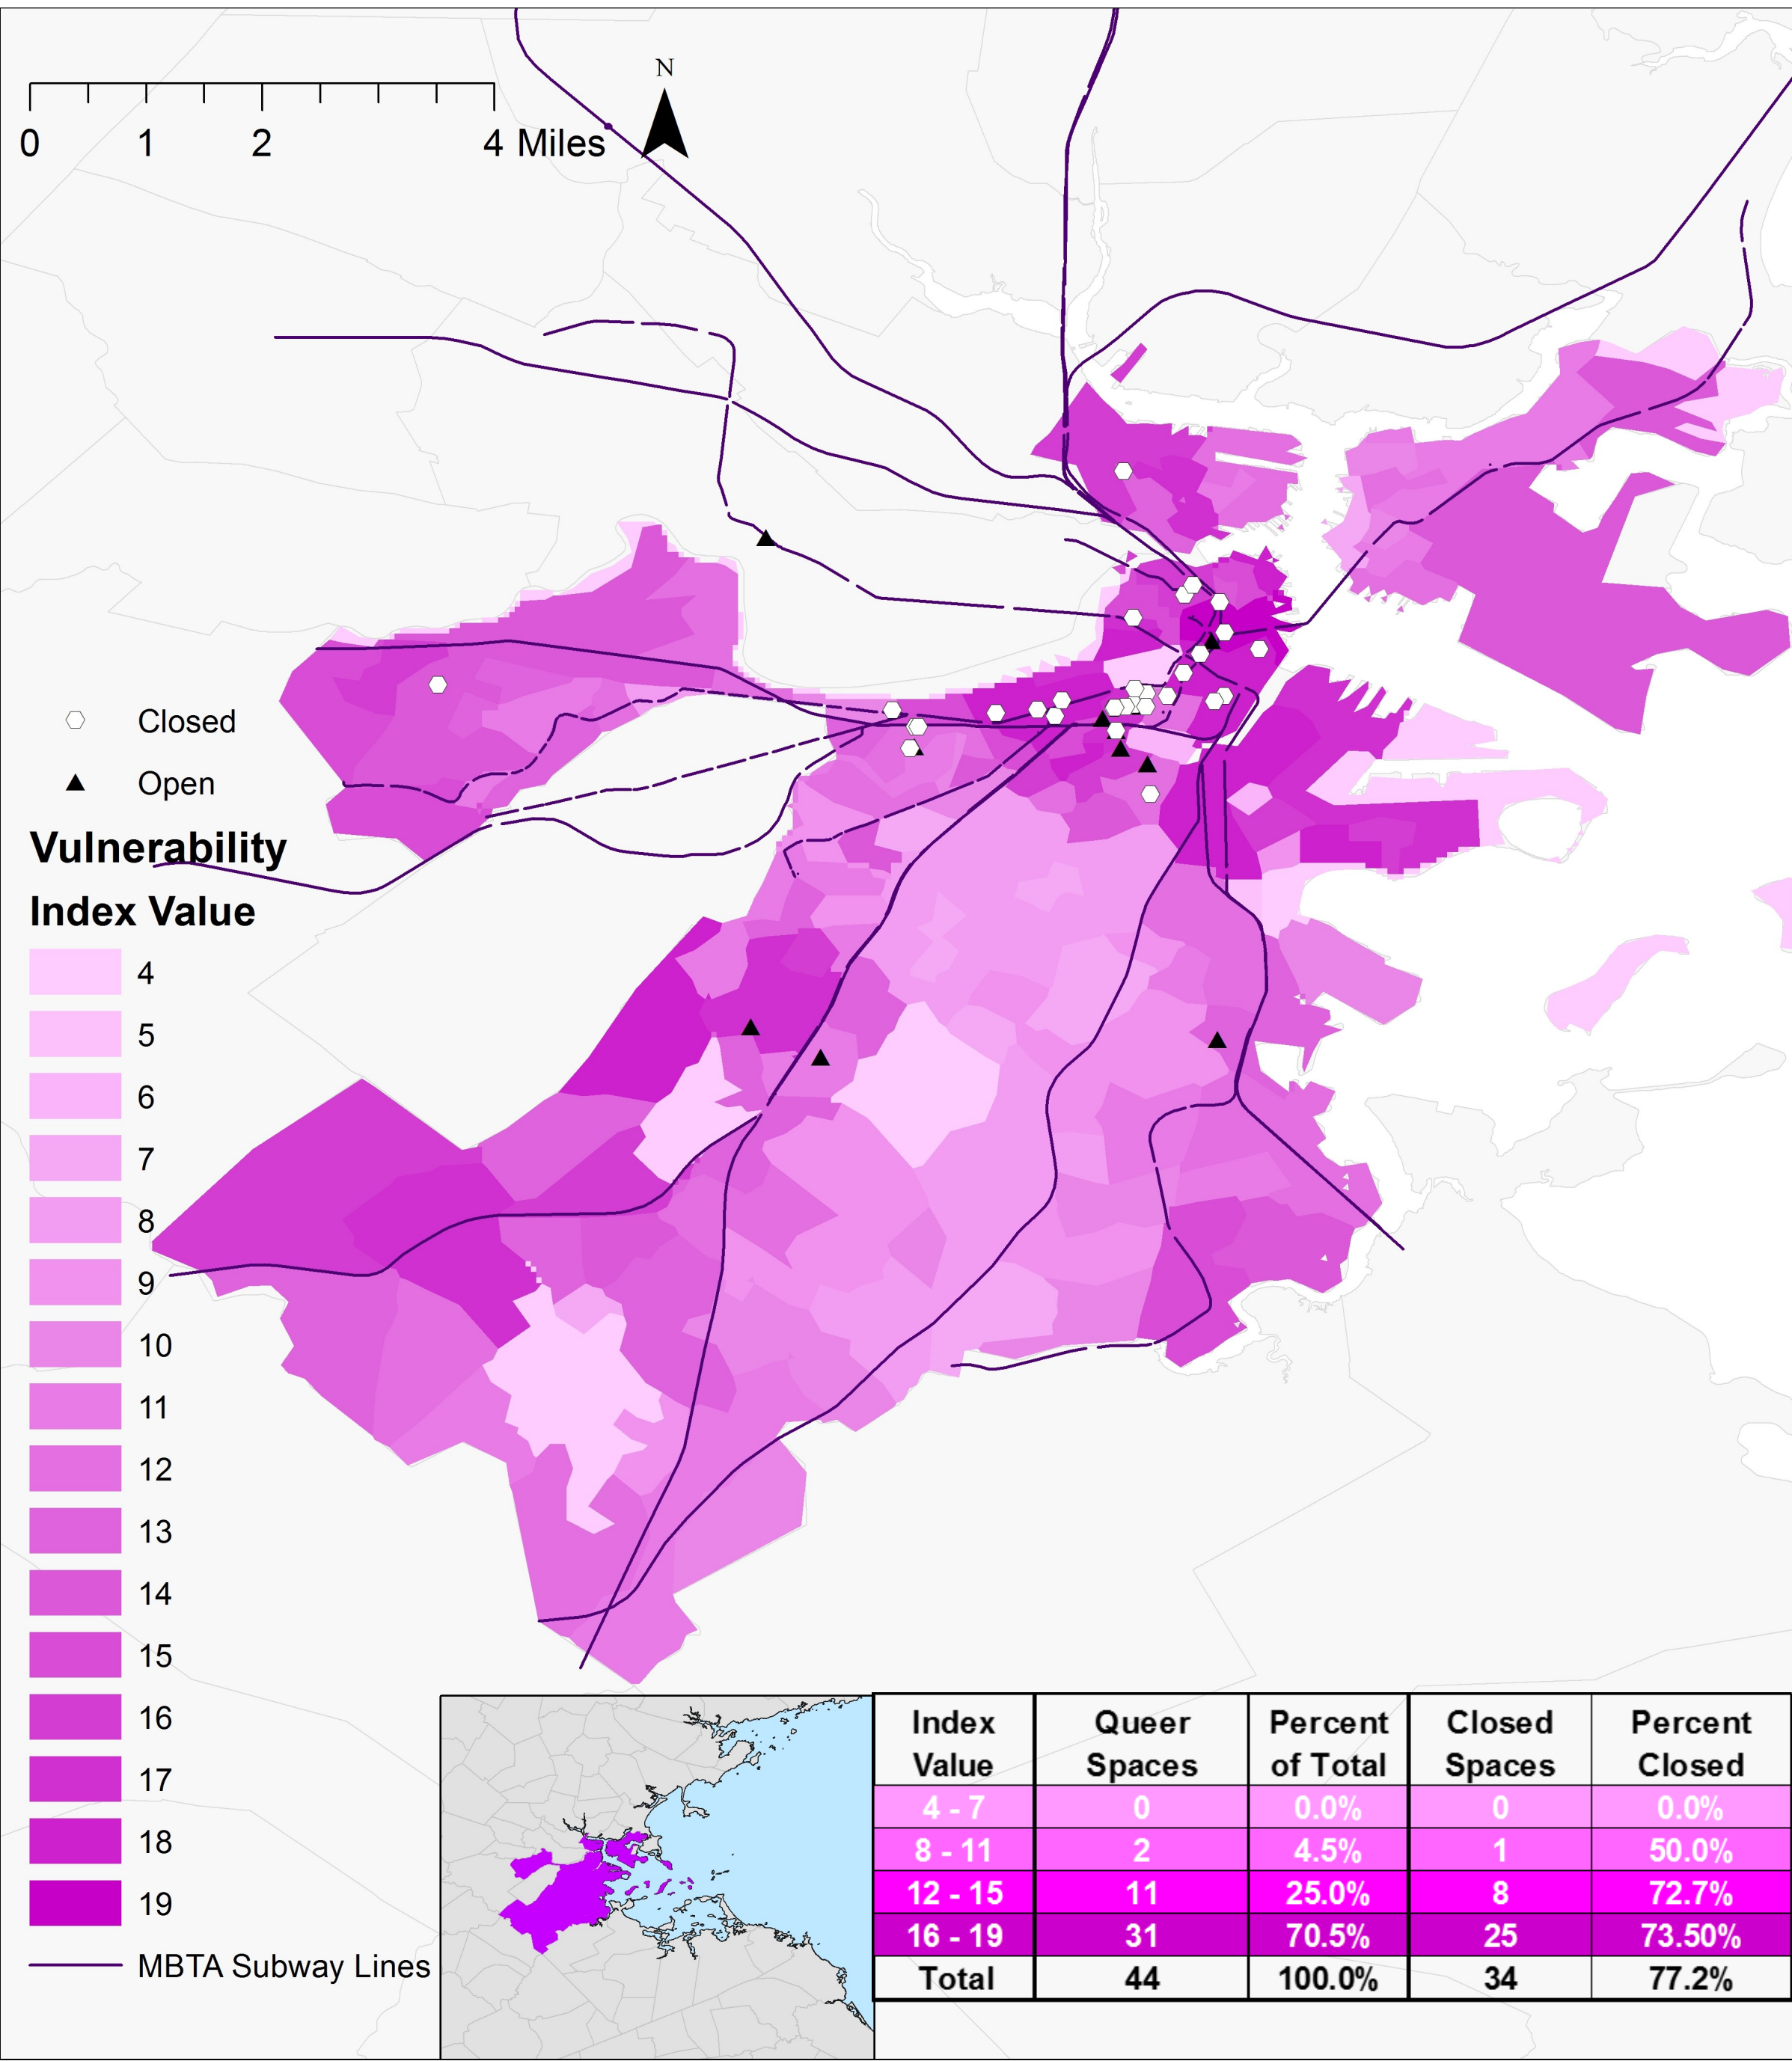 N
0 1 2 4 Miles
Closed
Open
Vulnerability
Index Value
4
5
6
7
8
9
10
11
12
13
14
15
16
17
18
19
MBTA Subway Lines
Index Value Queer Spaces Percent of Total Closed Spaces Percent Closed
4 - 7 0 0.0% 0 0.0%
8 - 11 2 4.5% 1 50.0%
12 - 15 11 25.0% 8 72.7%
16 - 19 31 70.5% 25 73.50%
Total 44 100.0% 34 77.2%